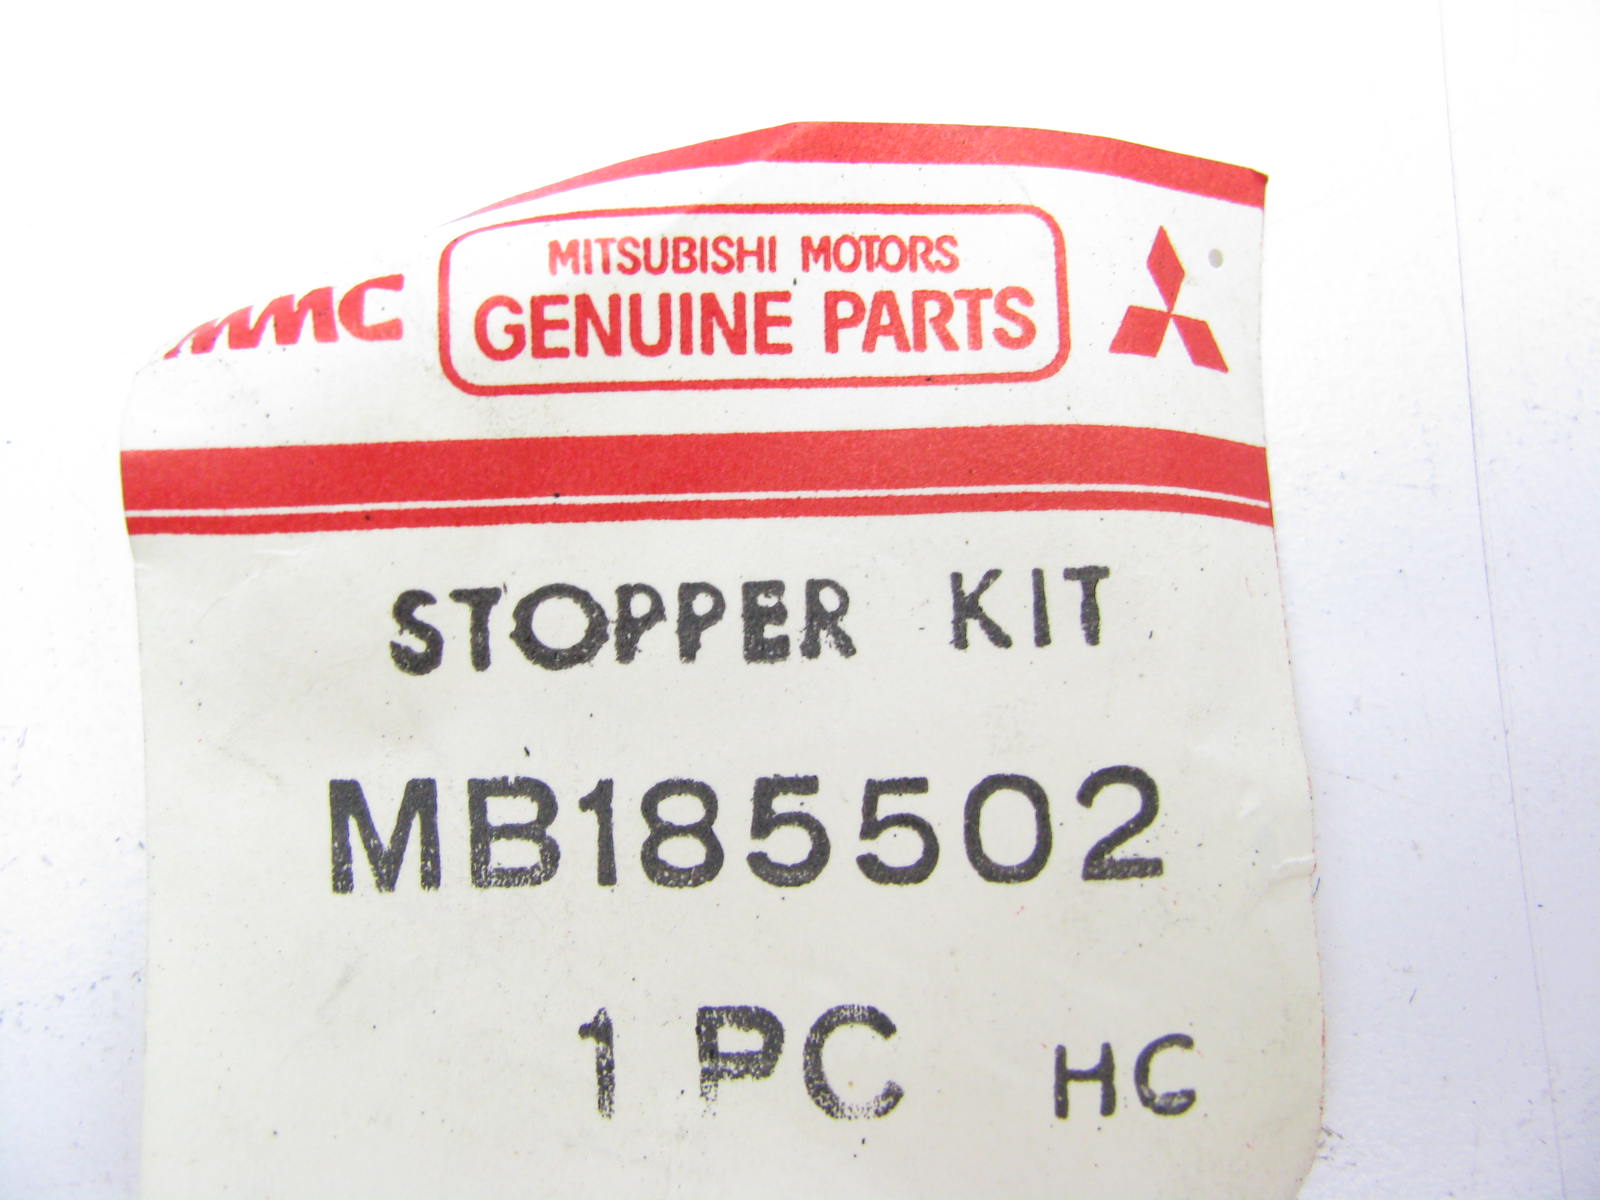 MMC
MITSUBISHI MOTORS
GENUINE PARTS
STOPPER KIT
MB185502
1 PC HC